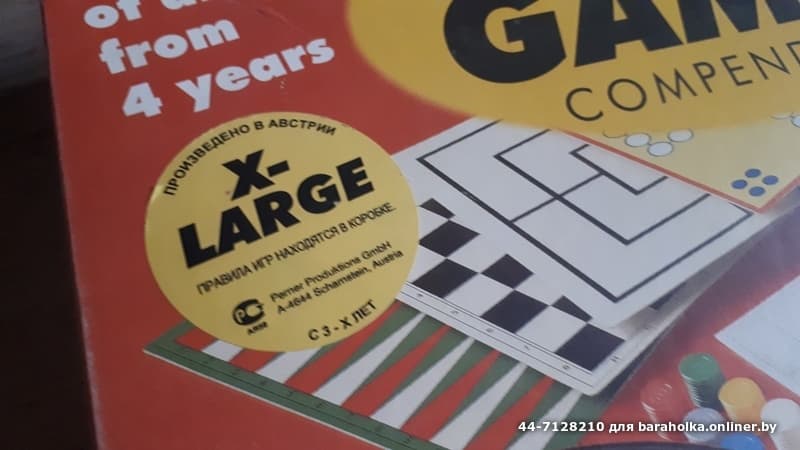 of
from
4 years
GAM
COMPEND
ПРОИЗВЕДЕНО В АВСТРИИ
X-
LARGE
ПРАВИЛА ИГР НАХОДЯТСЯ В КОРОБКЕ.
Perner Produktions GmbH
A-4644 Scharnstein, Austria
С 3 - Х ЛЕТ
44-7128210 для baraholka.onliner.by